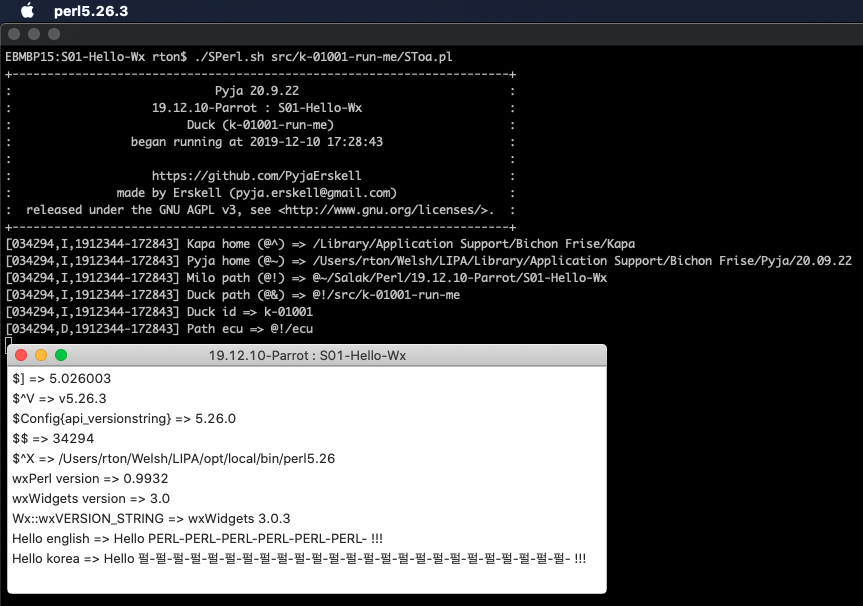 perl5.26.3
EBMBP15:S01-Hello-Wx rton$ ./SPerl.sh src/k-01001-run-me/SToa.pl
+-----------------------------------------------------------------------+
: Pyja 20.9.22 :
: 19.12.10-Parrot : S01-Hello-Wx :
: Duck (k-01001-run-me) :
: began running at 2019-12-10 17:28:43 :
: :
: https://github.com/PyjaErskell :
: made by Erskell (pyja.erskell@gmail.com) :
: released under the GNU AGPL v3, see <http://www.gnu.org/licenses/>. :
+-----------------------------------------------------------------------+
[034294,I,1912344-172843] Kapa home (@^) => /Library/Application Support/Bichon Frise/Kapa
[034294,I,1912344-172843] Pyja home (@~) => /Users/rton/Welsh/LIPA/Library/Application Support/Bichon Frise/Pyja/20.09.22
[034294,I,1912344-172843] Milo path (@!) => @~/Salak/Perl/19.12.10-Parrot/S01-Hello-Wx
[034294,I,1912344-172843] Duck path (@&) => @!/src/k-01001-run-me
[034294,I,1912344-172843] Duck id => k-01001
[034294,D,1912344-172843] Path ecu => @!/ecu
19.12.10-Parrot : S01-Hello-Wx
$] => 5.026003
$^V => v5.26.3
$Config{api_versionstring} => 5.26.0
$$ => 34294
$^X => /Users/rton/Welsh/LIPA/opt/local/bin/perl5.26
wxPerl version => 0.9932
wxWidgets version => 3.0
Wx::wxVERSION_STRING => wxWidgets 3.0.3
Hello english => Hello PERL-PERL-PERL-PERL-PERL-PERL- !!!
Hello korea => Hello 펄-펄-펄-펄-펄-펄-펄-펄-펄-펄-펄-펄-펄-펄-펄-펄-펄-펄-펄-펄-펄-펄-펄-펄-펄- !!!